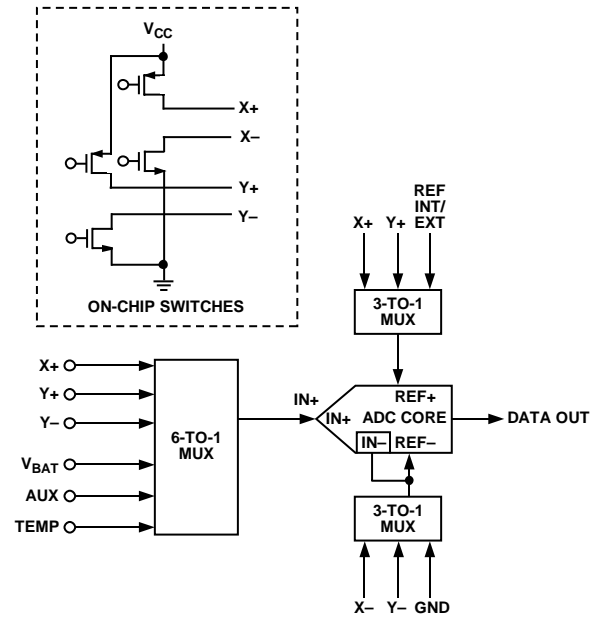 VCC
X+
X–
Y+
Y–
ON-CHIP SWITCHES
X+
Y+
REF
INT/
EXT
3-TO-1
MUX
X+
Y+
Y–
VBAT
AUX
TEMP
6-TO-1
MUX
IN+
IN+
REF+
ADC CORE
IN–
REF–
DATA OUT
3-TO-1
MUX
X–
Y–
GND